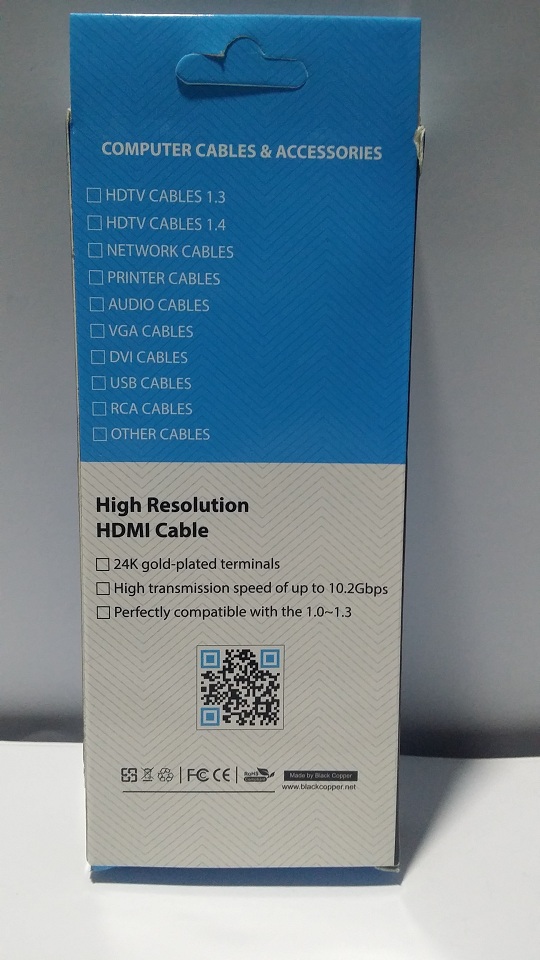 COMPUTER CABLES & ACCESSORIES
HDTV CABLES 1.3
HDTV CABLES 1.4
NETWORK CABLES
PRINTER CABLES
AUDIO CABLES
VGA CABLES
DVI CABLES
USB CABLES
RCA CABLES
OTHER CABLES
High Resolution
HDMI Cable
24K gold-plated terminals
High transmission speed of up to 10.2Gbps
Perfectly compatible with the 1.0~1.3
FC CE RoHS Made by Black Copper
www.blackcopper.net